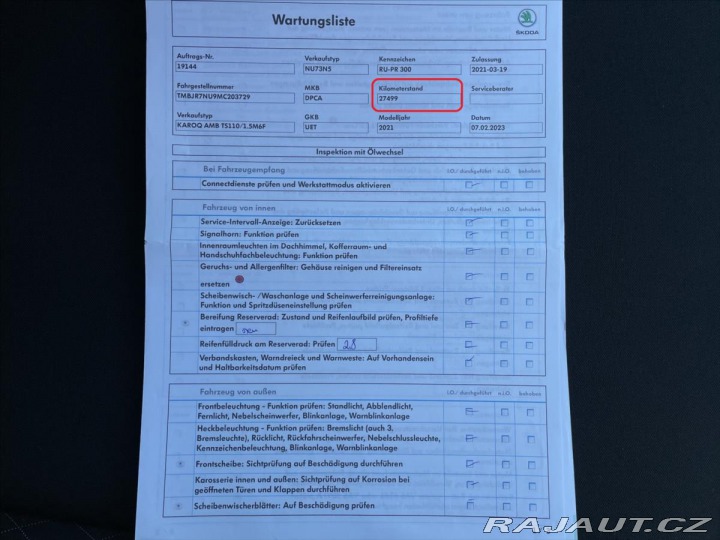 Wartungsliste
ŠKODA
Auftrags-Nr. Verkaufstyp Kennzeichen Zulassung
19144 NU73N5 RU-PR 300 2021-03-19
Fahrgestellnummer MKB Kilometerstand Serviceberater
TMBJR7NU9MC203729 DPCA 27499
Verkaufstyp GKB Modelljahr Datum
KAROQ AMB TS110/1.5M6F UET 2021 07.02.2023
Inspektion mit Ölwechsel
Bei Fahrzeugempfang i.O./durchgeführt n.i.O. behoben
Connectdienste prüfen und Werkstattmodus aktivieren
Fahrzeug von innen i.O./durchgeführt n.i.O. behoben
Service-Intervall-Anzeige: Zurücksetzen
Signalhorn: Funktion prüfen
Innenraumleuchten im Dachhimmel, Kofferraum- und
Handschuhfachbeleuchtung: Funktion prüfen
Geruchs- und Allergenfilter: Gehäuse reinigen und Filtereinsatz
ersetzen
Scheibenwisch- /Waschanlage und Scheinwerferreinigungsanlage:
Funktion und Spritzdüseneinstellung prüfen
Bereifung Reserverad: Zustand und Reifenlaufbild prüfen, Profiltiefe
eintragen
Reifenfülldruck am Reserverad: Prüfen 28
Verbandskasten, Warndreieck und Warnweste: Auf Vorhandensein
und Haltbarkeitsdatum prüfen
Fahrzeug von außen i.O./durchgeführt n.i.O. behoben
Frontbeleuchtung - Funktion prüfen: Standlicht, Abblendlicht,
Fernlicht, Nebelscheinwerfer, Blinkanlage, Warnblinkanlage
Heckbeleuchtung - Funktion prüfen: Bremslicht (auch 3.
Bremsleuchte), Rücklicht, Rückfahrscheinwerfer, Nebelschlussleuchte,
Kennzeichenbeleuchtung, Blinkanlage, Warnblinkanlage
Frontscheibe: Sichtprüfung auf Beschädigung durchführen
Karosserie innen und außen: Sichtprüfung auf Korrosion bei
geöffneten Türen und Klappen durchführen
Scheibenwischerblätter: Auf Beschädigung prüfen
RAJAUT.CZ